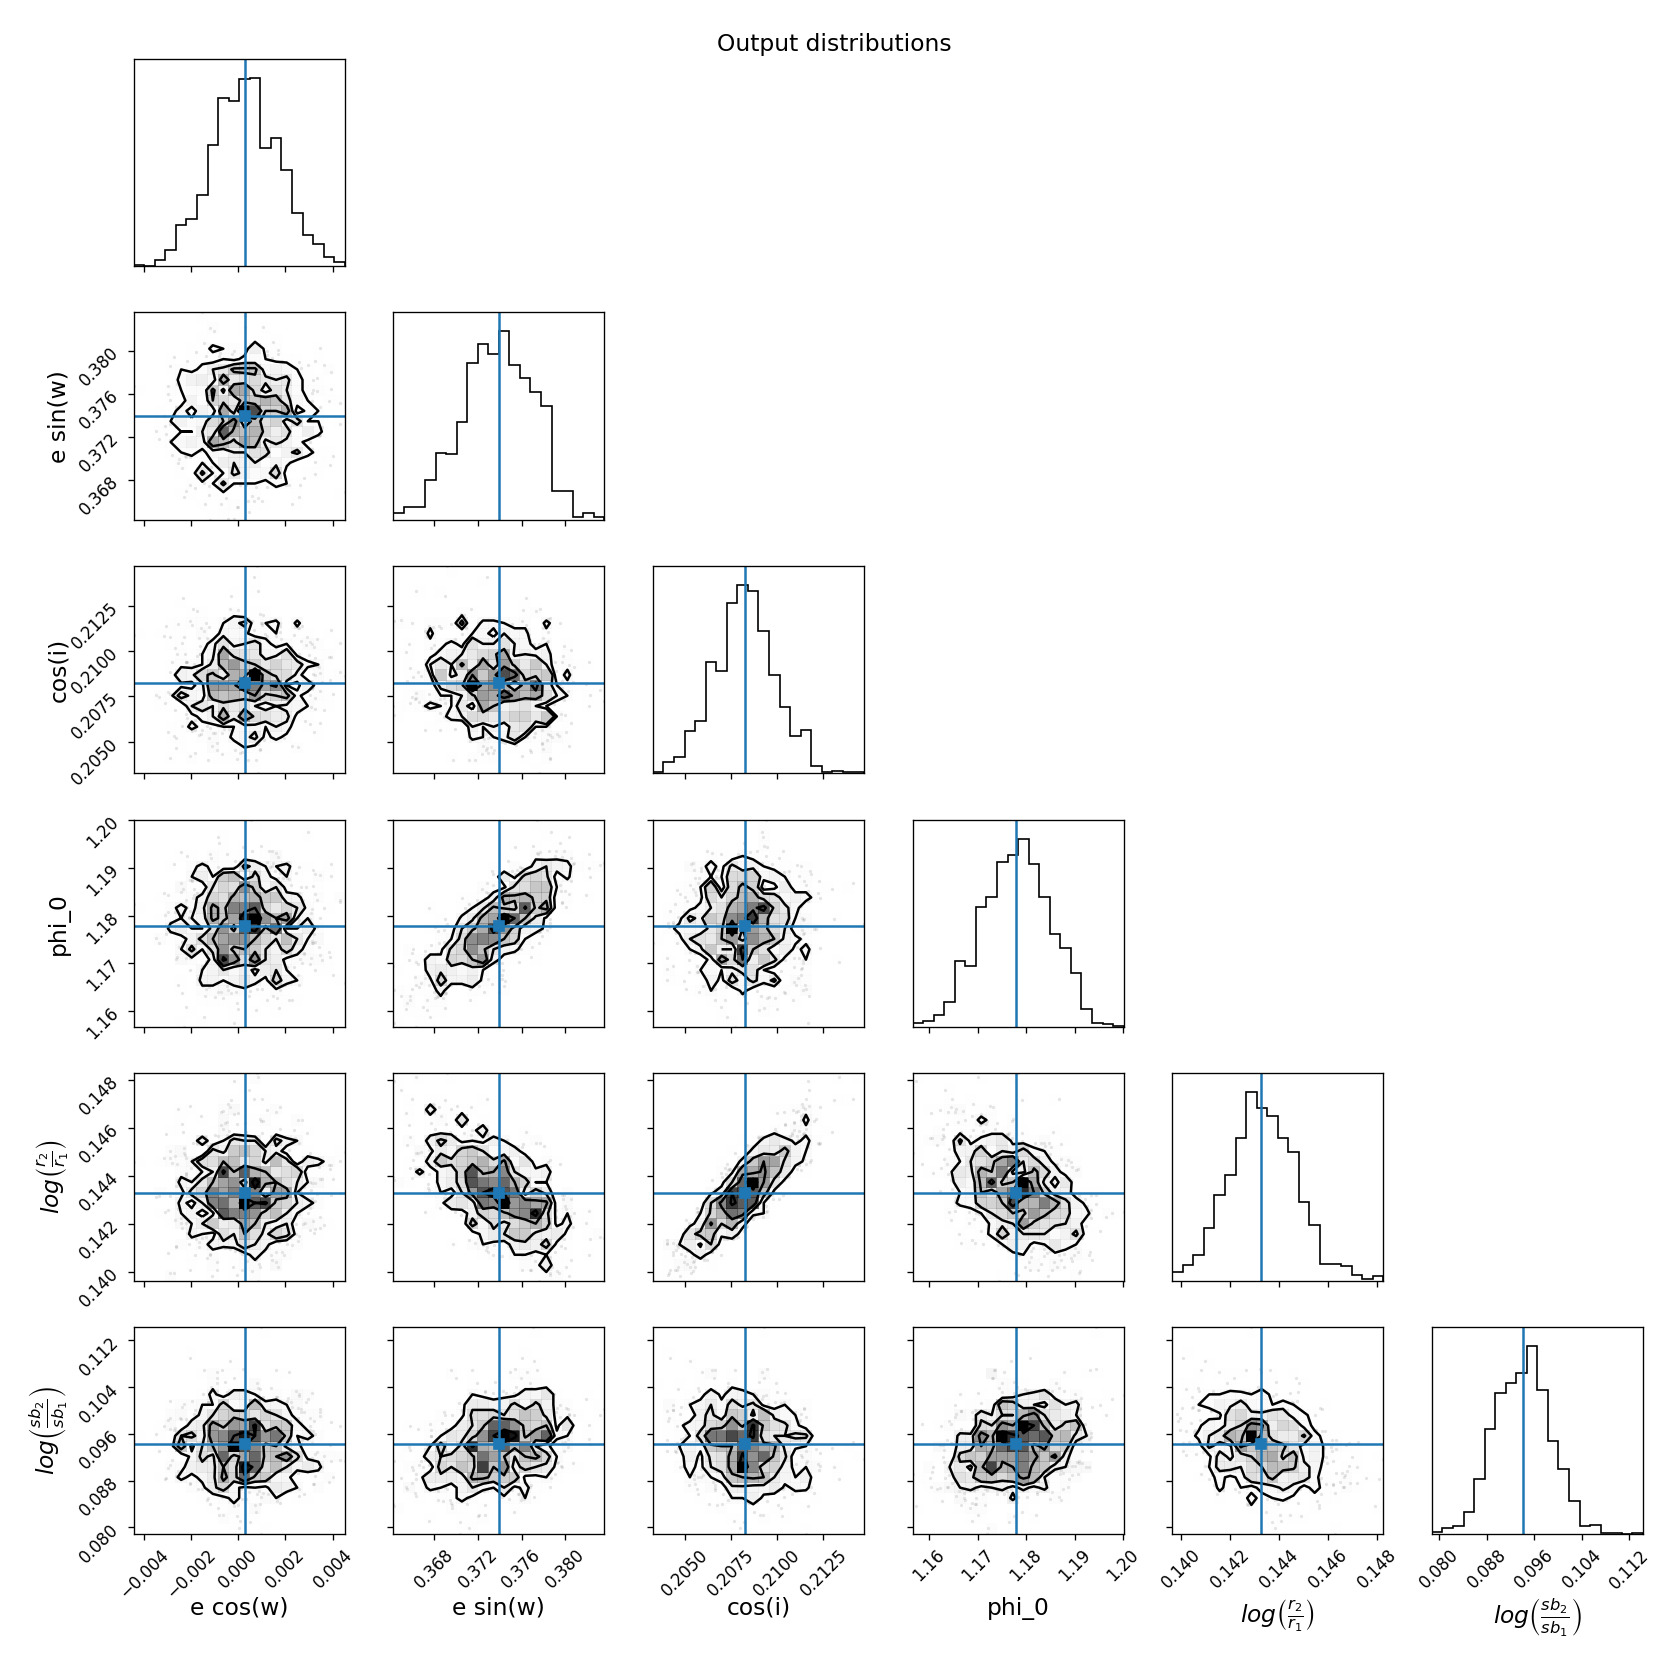 Output distributions
e sin(w)
0.380
0.376
0.372
0.368
cos(i)
0.2125
0.2100
0.2075
0.2050
phi_0
1.20
1.19
1.18
1.17
1.16
log(r2/r1)
0.148
0.146
0.144
0.142
0.140
log(sb2/sb1)
0.112
0.104
0.096
0.088
0.080
−0.004 −0.002 0.000 0.002 0.004 0.368 0.372 0.376 0.380 0.2050 0.2075 0.2100 0.2125 1.16 1.17 1.18 1.19 1.20 0.140 0.142 0.144 0.146 0.148 0.080 0.088 0.096 0.104 0.112
e cos(w) e sin(w) cos(i) phi_0 log(r2/r1) log(sb2/sb1)